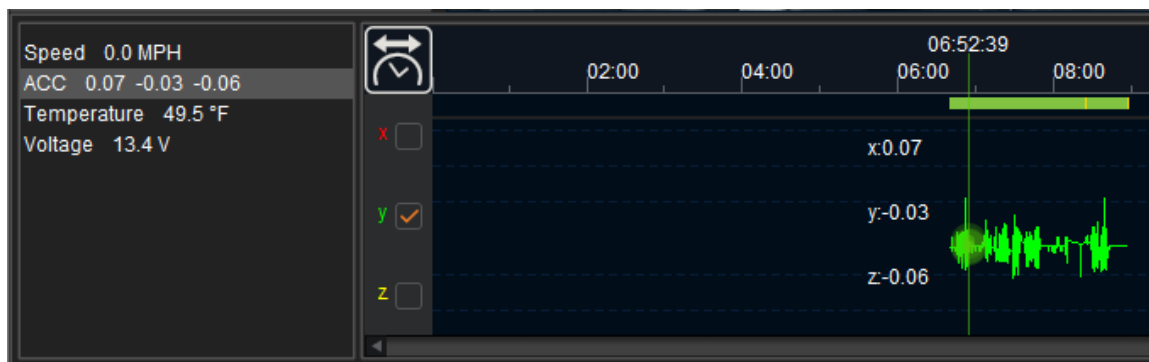 Speed 0.0 MPH
ACC 0.07 -0.03 -0.06
Temperature 49.5 °F
Voltage 13.4 V
06:52:39
02:00 04:00 06:00 08:00
x
x:0.07
y
y:-0.03
z:-0.06
z